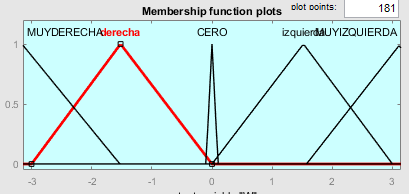 Membership function plots
plot points: 181
MUYDERECHA derecha CERO izquierda MUYIZQUIERDA
1
0.5
0
-3 -2 -1 0 1 2 3